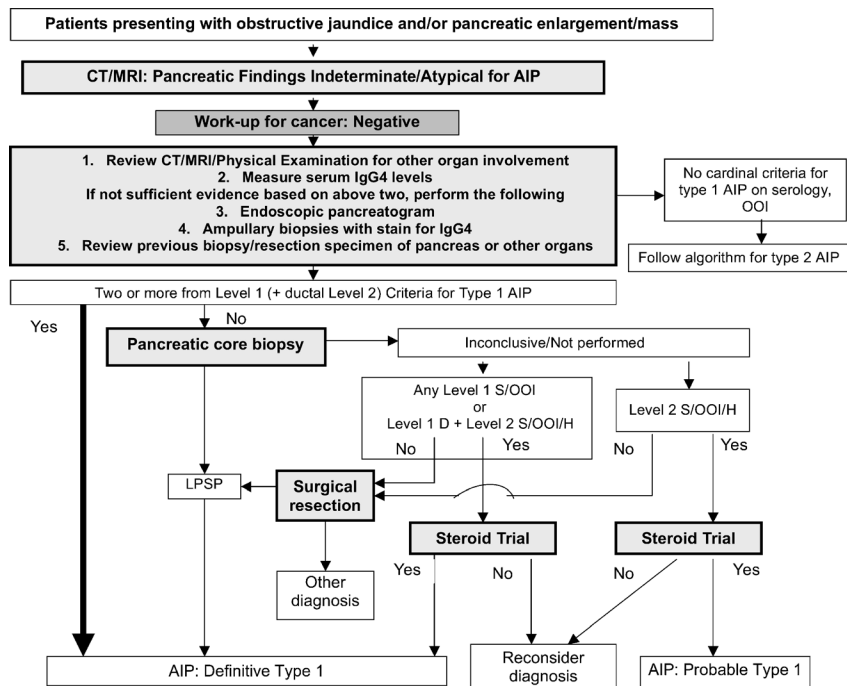 Patients presenting with obstructive jaundice and/or pancreatic enlargement/mass
CT/MRI: Pancreatic Findings Indeterminate/Atypical for AIP
Work-up for cancer: Negative
1. Review CT/MRI/Physical Examination for other organ involvement
2. Measure serum IgG4 levels
If not sufficient evidence based on above two, perform the following
3. Endoscopic pancreatogram
4. Ampullary biopsies with stain for IgG4
5. Review previous biopsy/resection specimen of pancreas or other organs
No cardinal criteria for
type 1 AIP on serology,
OOI
Follow algorithm for type 2 AIP
Two or more from Level 1 (+ ductal Level 2) Criteria for Type 1 AIP
Yes
No
Pancreatic core biopsy
Inconclusive/Not performed
Any Level 1 S/OOI
or
Level 1 D + Level 2 S/OOI/H
Level 2 S/OOI/H
No
Yes
No
Yes
LPSP
Surgical
resection
Steroid Trial
Steroid Trial
Other
diagnosis
Yes
No
No
Yes
AIP: Definitive Type 1
Reconsider
diagnosis
AIP: Probable Type 1